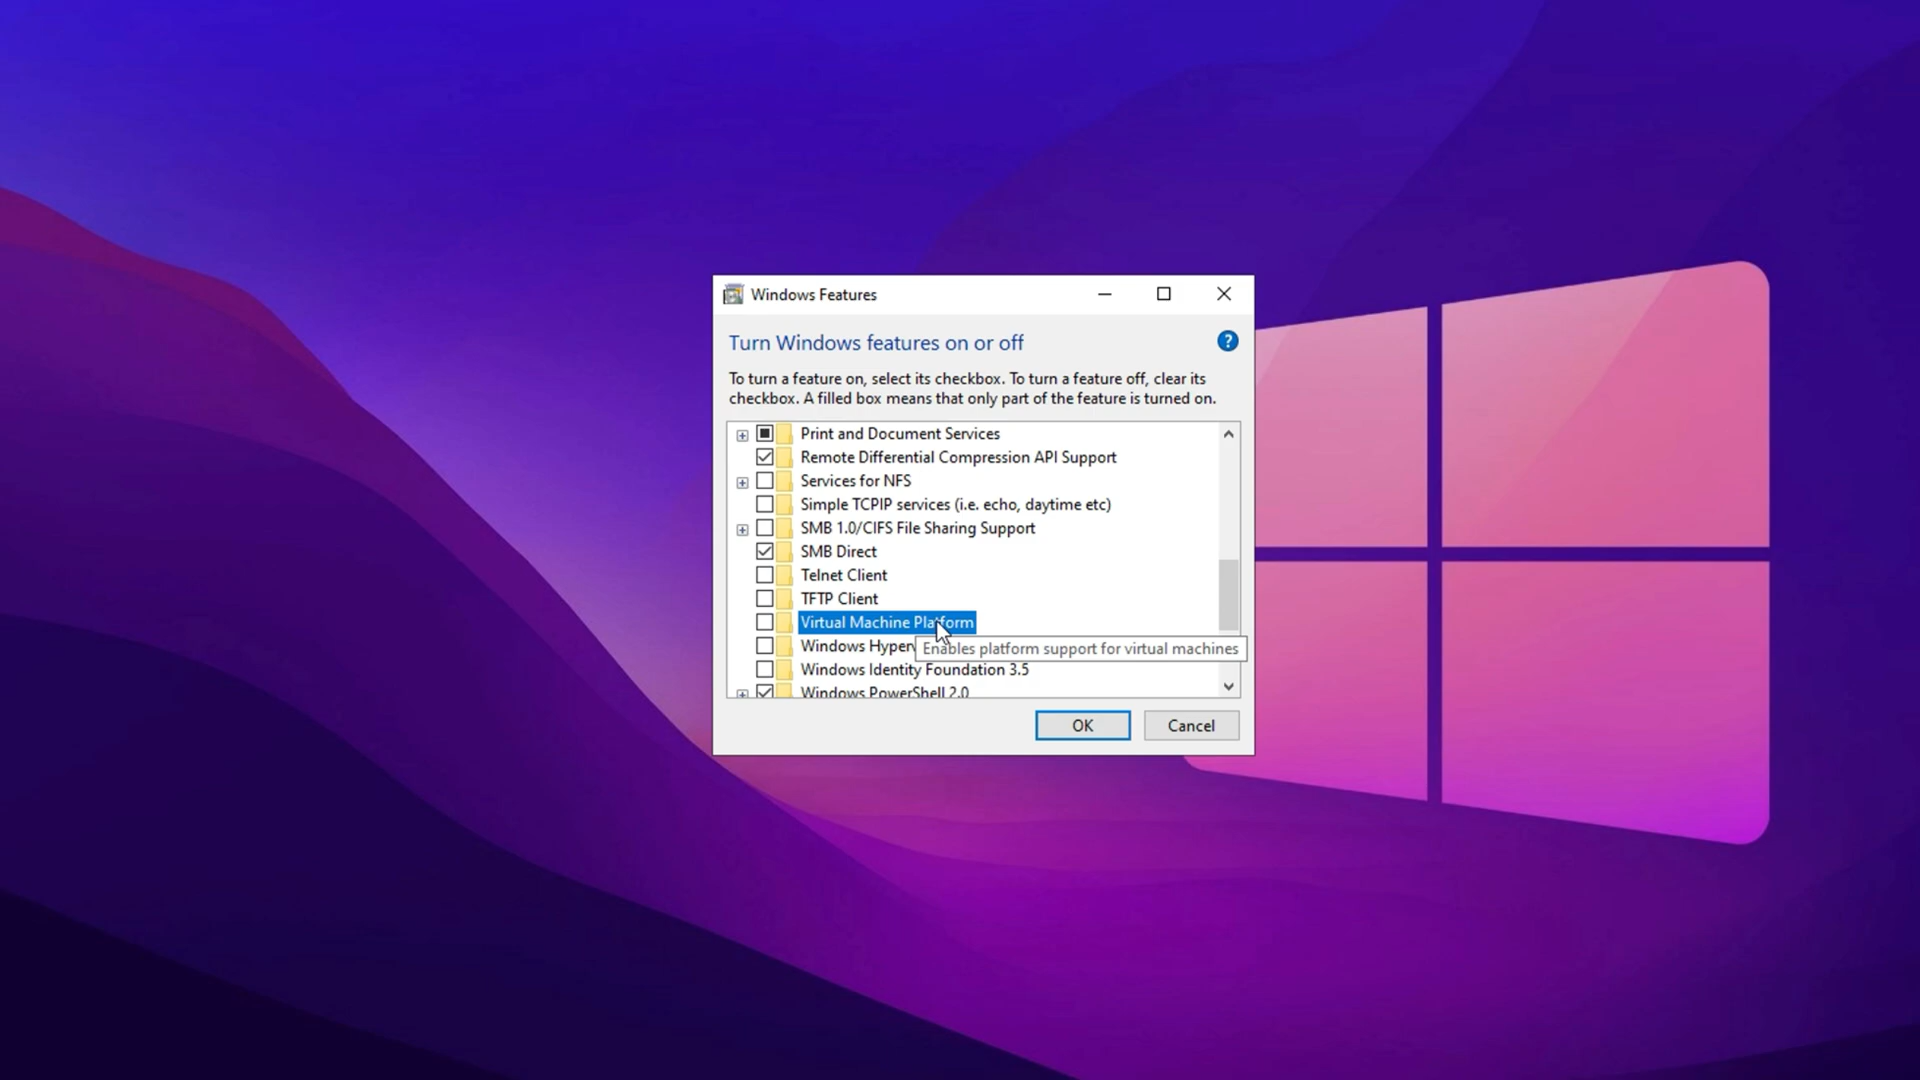 Windows Features
Turn Windows features on or off
?
To turn a feature on, select its checkbox. To turn a feature off, clear its
checkbox. A filled box means that only part of the feature is turned on.
Print and Document Services
Remote Differential Compression API Support
Services for NFS
Simple TCPIP services (i.e. echo, daytime etc)
SMB 1.0/CIFS File Sharing Support
SMB Direct
Telnet Client
TFTP Client
Virtual Machine Platform
Windows
Enables platform support for virtual machines
Windows Identity Foundation 3.5
Windows PowerShell 2.0
OK Cancel